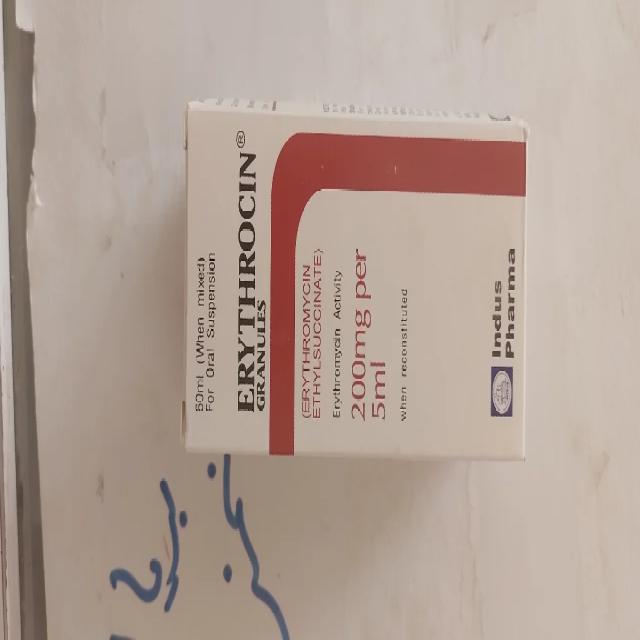 60ml (When mixed)
For Oral Suspension
ERYTHROCIN®
GRANULES
(ERYTHROMYCIN
ETHYLSUCCINATE)
Erythromycin Activity
200mg per
5ml
when reconstituted
Indus
Pharma